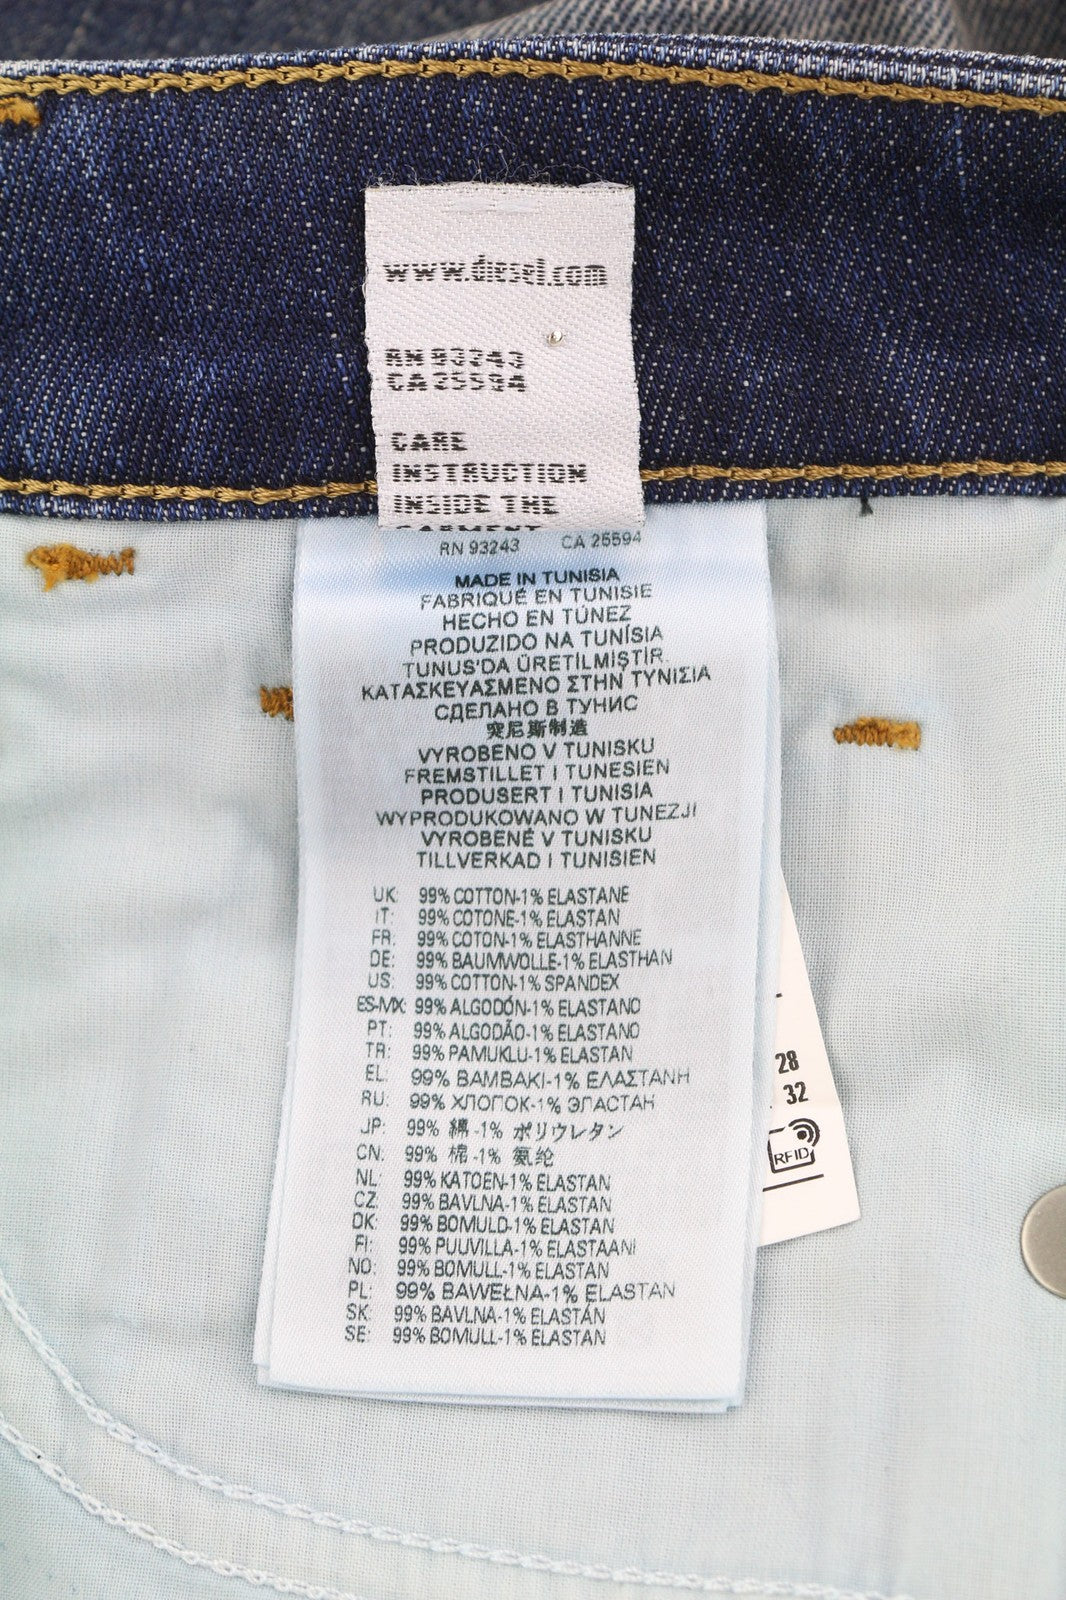 www.diesel.com
RN 93243
CA 25594
CARE
INSTRUCTION
INSIDE THE
GARMENT
RN 93243 CA 25594
MADE IN TUNISIA
FABRIQUÉ EN TUNISIE
HECHO EN TÚNEZ
PRODUZIDO NA TUNÍSIA
TUNUS'DA ÜRETİLMİŞTİR
ΚΑΤΑΣΚΕΥΑΣΜΕΝΟ ΣΤΗΝ ΤΥΝΙΣΙΑ
СДЕЛАНО В ТУНИС
突尼斯制造
VYROBENO V TUNISKU
FREMSTILLET I TUNESIEN
PRODUSERT I TUNISIA
WYPRODUKOWANO W TUNEZJI
VYROBENÉ V TUNISKU
TILLVERKAD I TUNISIEN
UK: 99% COTTON-1% ELASTANE
IT: 99% COTONE-1% ELASTAN
FR: 99% COTON-1% ELASTHANNE
DE: 99% BAUMWOLLE-1% ELASTHAN
US: 99% COTTON-1% SPANDEX
ES-MX: 99% ALGODÓN-1% ELASTANO
PT: 99% ALGODÃO-1% ELASTANO
TR: 99% PAMUKLU-1% ELASTAN
EL: 99% ΒΑΜΒΑΚΙ-1% ΕΛΑΣΤΑΝΗ
RU: 99% ХЛОПОК-1% ЭЛАСТАН
JP: 99% 綿 -1% ポリウレタン
CN: 99% 棉 -1% 氨纶
NL: 99% KATOEN-1% ELASTAN
CZ: 99% BAVLNA-1% ELASTAN
DK: 99% BOMULD-1% ELASTAN
FI: 99% PUUVILLA-1% ELASTAANI
NO: 99% BOMULL-1% ELASTAN
PL: 99% BAWEŁNA-1% ELASTAN
SK: 99% BAVLNA-1% ELASTÁN
SE: 99% BOMULL-1% ELASTAN
28
32
RFID